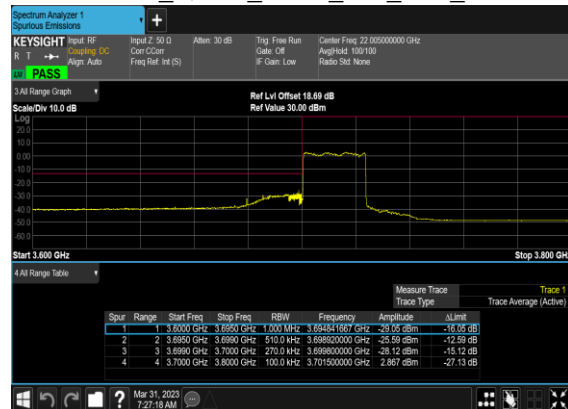 Spectrum Analyzer 1
Spurious Emissions
KEYSIGHT Input: RF Input Z: 50 Ω Atten: 30 dB Trig: Free Run Center Freq: 22.005000000 GHz
R T Coupling: DC Corr CCorr Gate: Off Avg|Hold: 100/100
Align: Auto Freq Ref: Int (S) IF Gain: Low Radio Std: None
PASS
3 All Range Graph
Ref Lvl Offset 18.69 dB
Scale/Div 10.0 dB Ref Value 30.00 dBm
Log
20.0
10.0
0.00
-10.0
-20.0
-30.0
-40.0
-50.0
-60.0
Start 3.600 GHz Stop 3.800 GHz
4 All Range Table
Measure Trace Trace 1
Trace Type Trace Average (Active)
Spur Range Start Freq Stop Freq RBW Frequency Amplitude ΔLimit
1 1 3.6000 GHz 3.6950 GHz 1.000 MHz 3.694841667 GHz -29.05 dBm -16.05 dB
2 2 3.6950 GHz 3.6990 GHz 510.0 kHz 3.698920000 GHz -25.59 dBm -12.59 dB
3 3 3.6990 GHz 3.7000 GHz 270.0 kHz 3.699800000 GHz -28.12 dBm -15.12 dB
4 4 3.7000 GHz 3.8000 GHz 100.0 kHz 3.701500000 GHz 2.867 dBm -27.13 dB
Mar 31, 2023
7:27:18 AM